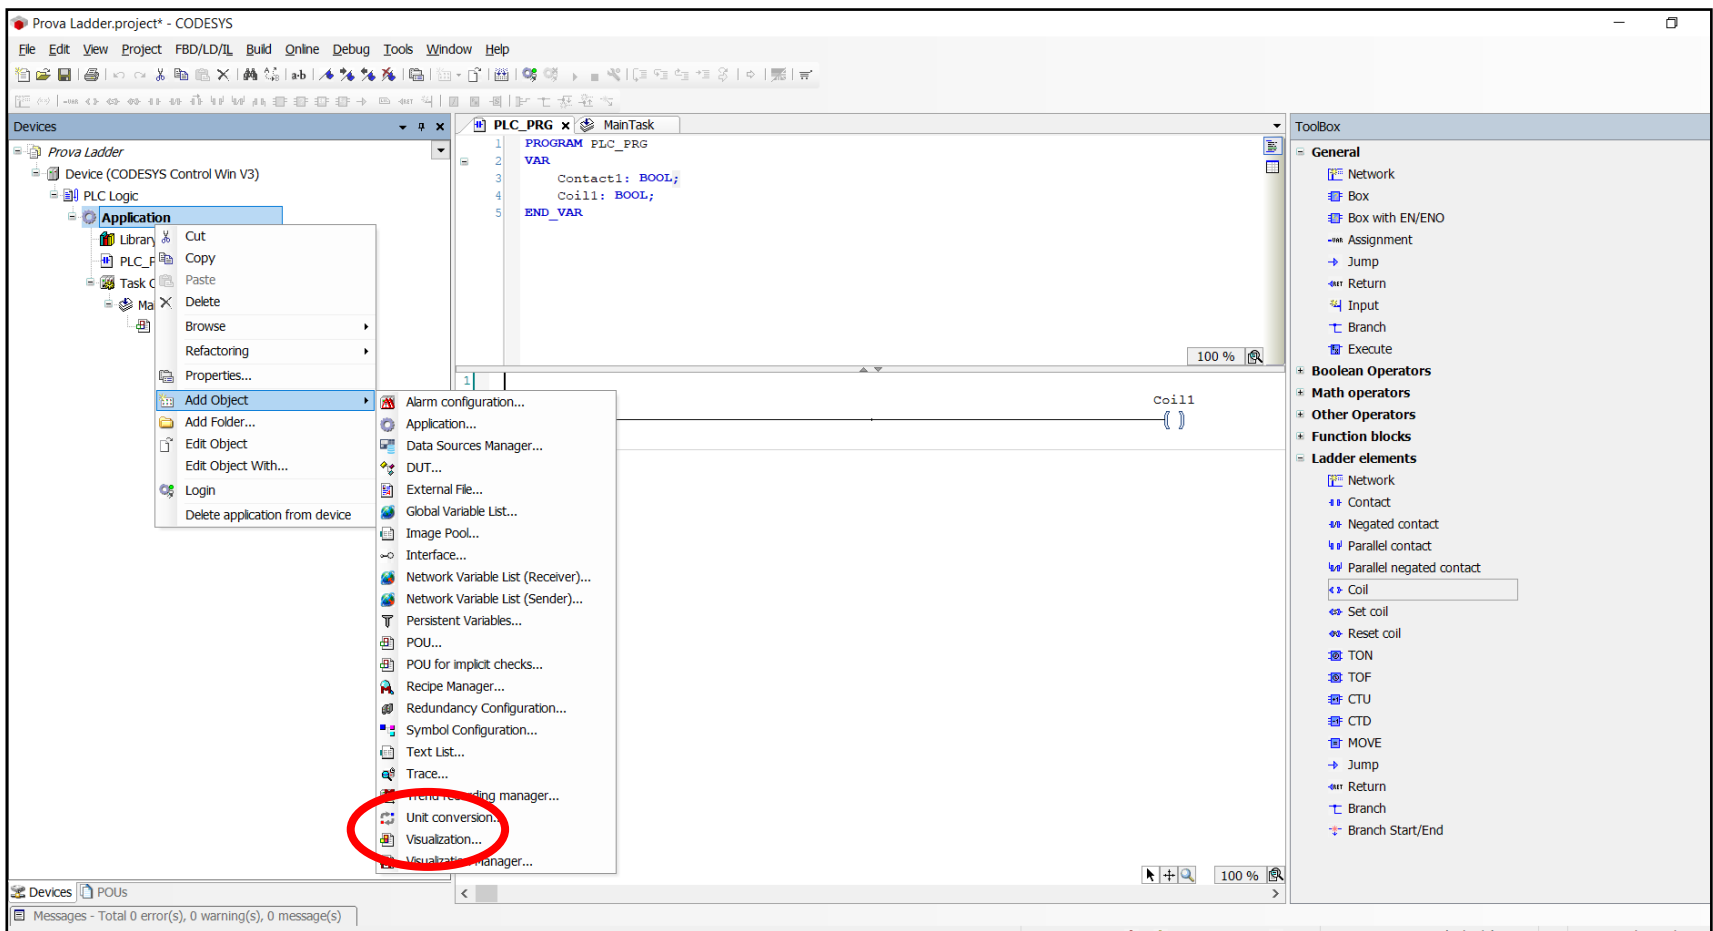 Prova Ladder.project* - CODESYS
File Edit View Project FBD/LD/IL Build Online Debug Tools Window Help
Devices
Prova Ladder
Device (CODESYS Control Win V3)
PLC Logic
Application
Library
PLC_P
Task C
Ma
Cut
Copy
Paste
Delete
Browse
Refactoring
Properties...
Add Object
Add Folder...
Edit Object
Edit Object With...
Login
Delete application from device
Alarm configuration...
Application...
Data Sources Manager...
DUT...
External File...
Global Variable List...
Image Pool...
Interface...
Network Variable List (Receiver)...
Network Variable List (Sender)...
Persistent Variables...
POU...
POU for implicit checks...
Recipe Manager...
Redundancy Configuration...
Symbol Configuration...
Text List...
Trace...
Trend recording manager...
Unit conversion...
Visualization...
Visualization Manager...
Devices POUs
Messages - Total 0 error(s), 0 warning(s), 0 message(s)
PLC_PRG x MainTask
1 PROGRAM PLC_PRG
2 VAR
3 Contact1: BOOL;
4 Coil1: BOOL;
5 END_VAR
100 %
1
Coil1
100 %
ToolBox
General
Network
Box
Box with EN/ENO
Assignment
Jump
Return
Input
Branch
Execute
Boolean Operators
Math operators
Other Operators
Function blocks
Ladder elements
Network
Contact
Negated contact
Parallel contact
Parallel negated contact
Coil
Set coil
Reset coil
TON
TOF
CTU
CTD
MOVE
Jump
Return
Branch
Branch Start/End